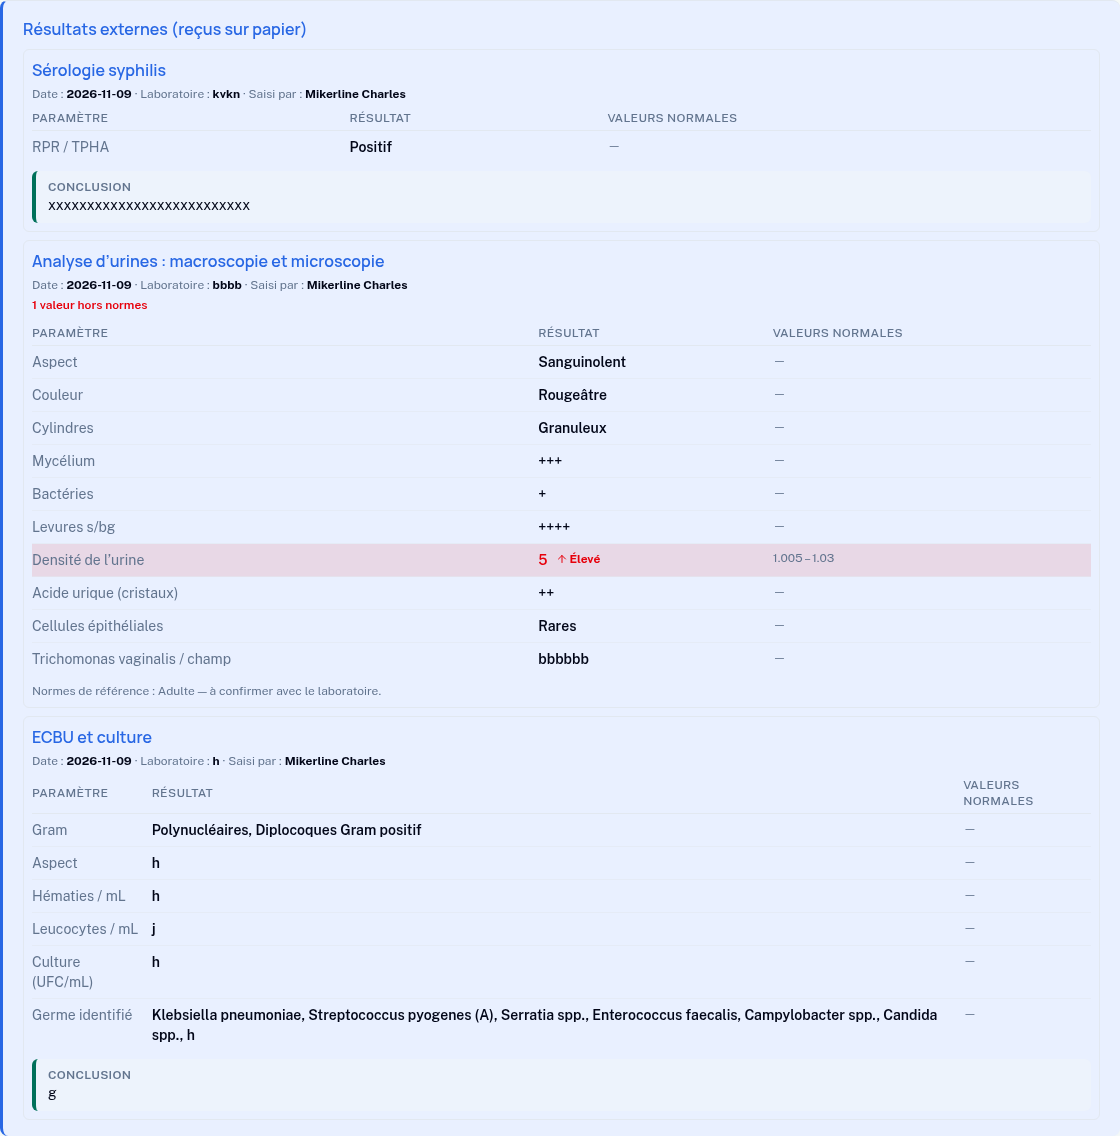 Résultats externes (reçus sur papier)
Sérologie syphilis
Date : 2026-11-09 · Laboratoire : kvkn · Saisi par : Mikerline Charles
PARAMÈTRE RÉSULTAT VALEURS NORMALES
RPR / TPHA Positif —
CONCLUSION
xxxxxxxxxxxxxxxxxxxxxxxxxx
Analyse d'urines : macroscopie et microscopie
Date : 2026-11-09 · Laboratoire : bbbb · Saisi par : Mikerline Charles
1 valeur hors normes
PARAMÈTRE RÉSULTAT VALEURS NORMALES
Aspect Sanguinolent —
Couleur Rougeâtre —
Cylindres Granuleux —
Mycélium +++ —
Bactéries + —
Levures s/bg ++++ —
Densité de l'urine 5 ↑ Élevé 1.005 – 1.03
Acide urique (cristaux) ++ —
Cellules épithéliales Rares —
Trichomonas vaginalis / champ bbbbbb —
Normes de référence : Adulte — à confirmer avec le laboratoire.
ECBU et culture
Date : 2026-11-09 · Laboratoire : h · Saisi par : Mikerline Charles
PARAMÈTRE RÉSULTAT VALEURS NORMALES
Gram Polynucléaires, Diplocoques Gram positif —
Aspect h —
Hématies / mL h —
Leucocytes / mL j —
Culture (UFC/mL) h —
Germe identifié Klebsiella pneumoniae, Streptococcus pyogenes (A), Serratia spp., Enterococcus faecalis, Campylobacter spp., Candida —
spp., h
CONCLUSION
g